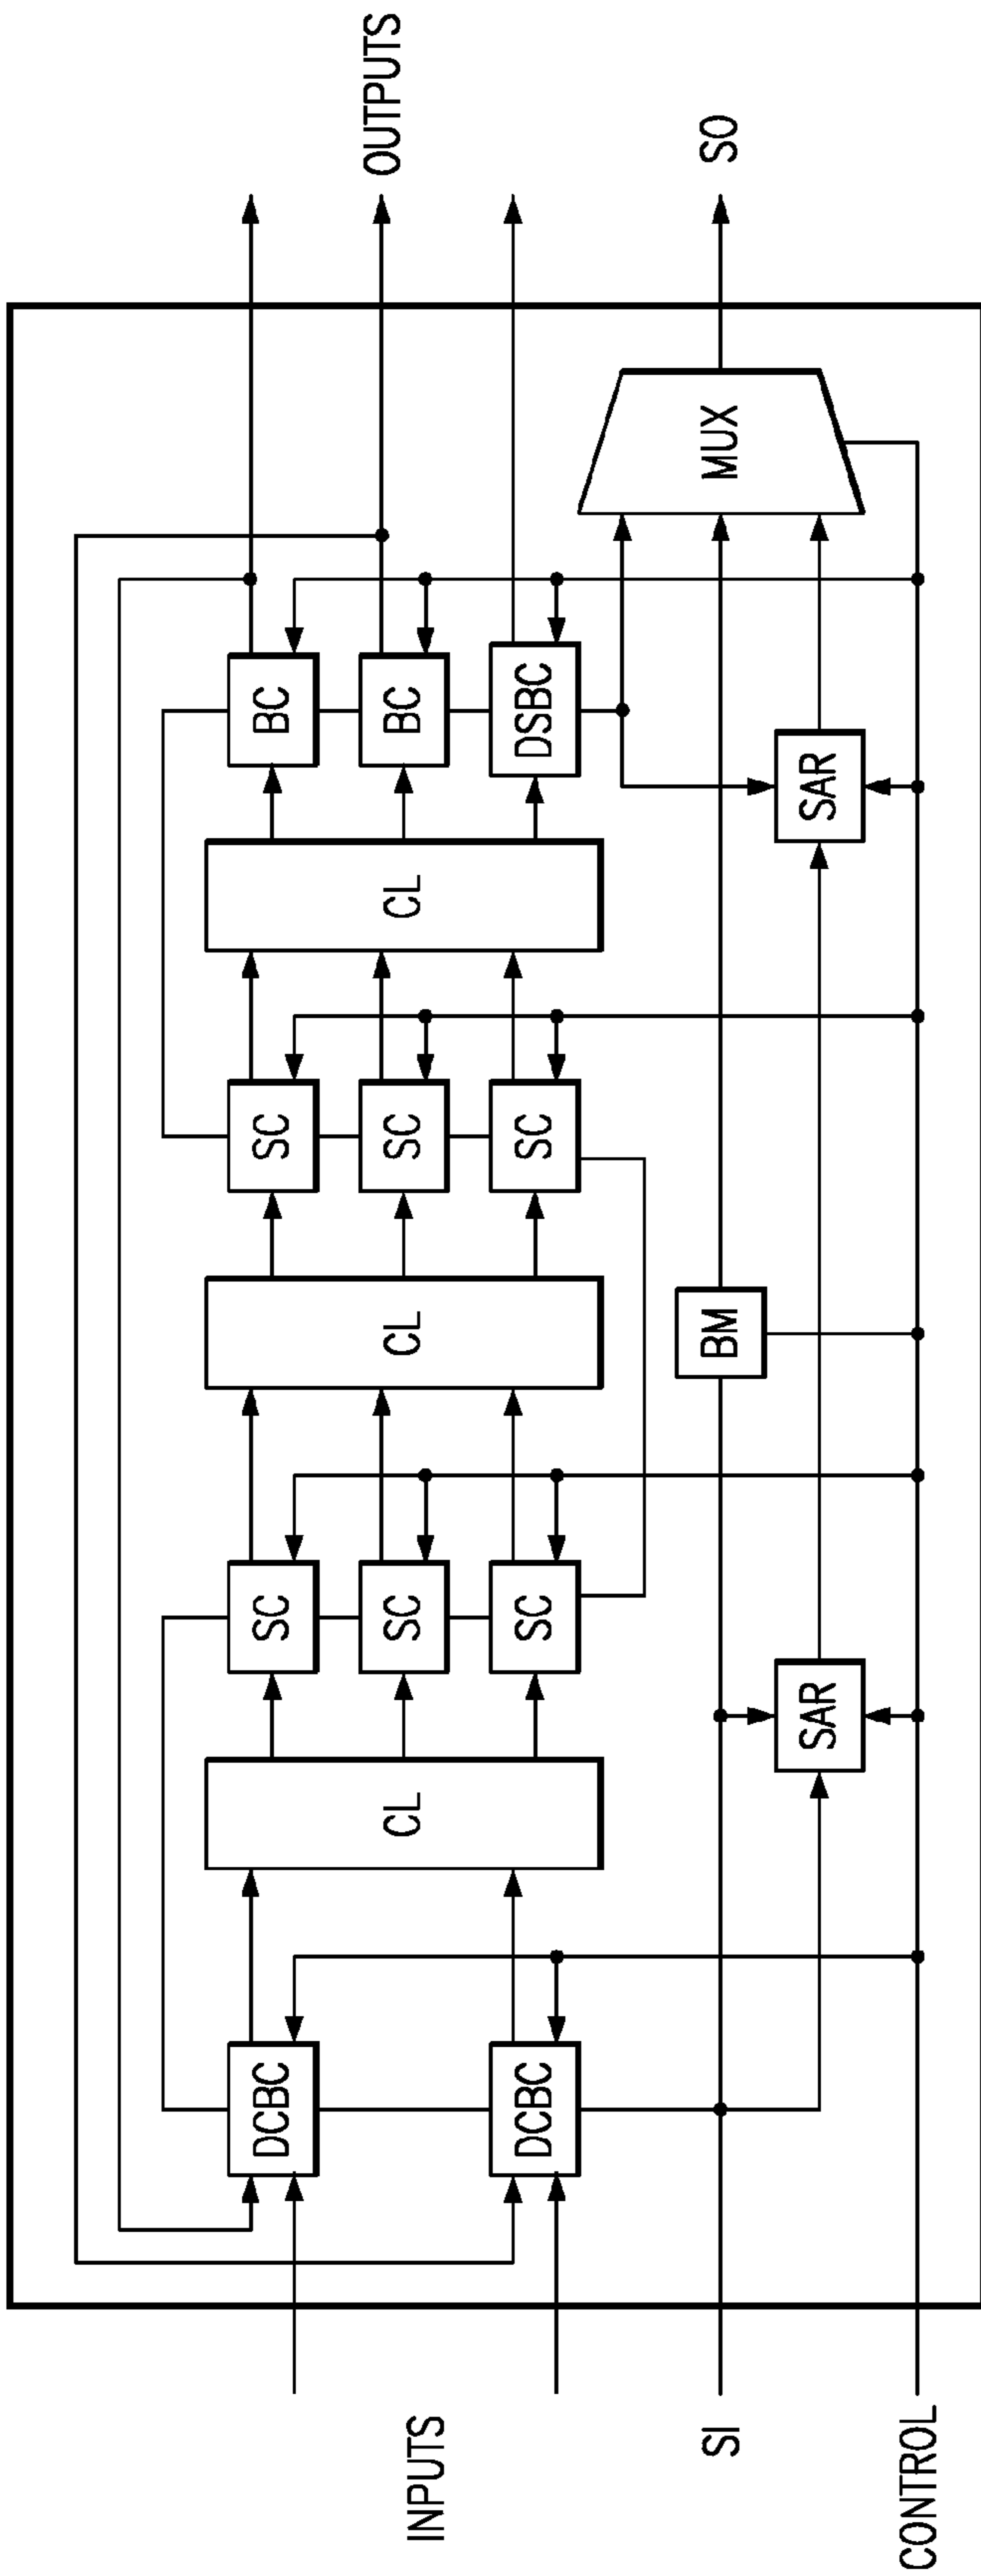 INPUTS
SI
CONTROL
DCBC
DCBC
CL
SC
SC
SC
CL
SC
SC
SC
CL
BC
BC
DSBC
SAR
BM
SAR
MUX
OUTPUTS
SO